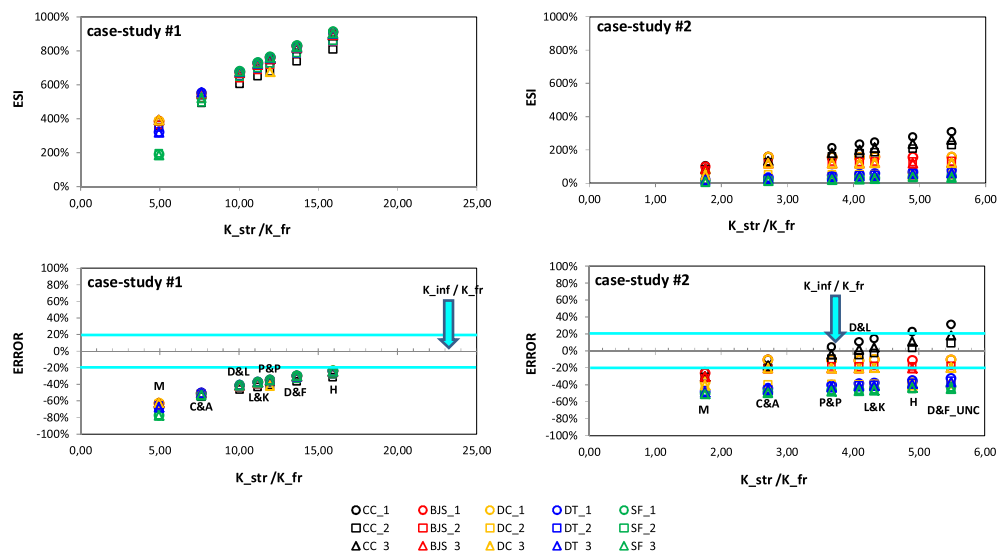 case-study #1
1000%
800%
600%
400%
200%
0%
ESI
0,00
5,00
10,00
15,00
20,00
25,00
K_str /K_fr
case-study #2
1000%
800%
600%
400%
200%
0%
ESI
0,00
1,00
2,00
3,00
4,00
5,00
6,00
K_str /K_fr
case-study #1
100%
80%
60%
40%
20%
0%
-20%
-40%
-60%
-80%
-100%
ERROR
K_inf / K_fr
M
C&A
D&L
L&K
P&P
D&F
H
0,00
5,00
10,00
15,00
20,00
25,00
K_str /K_fr
case-study #2
100%
80%
60%
40%
20%
0%
-20%
-40%
-60%
-80%
-100%
ERROR
K_inf / K_fr
D&L
M
C&A
P&P
L&K
H
D&F_UNC
0,00
1,00
2,00
3,00
4,00
5,00
6,00
K_str /K_fr
CC_1 BJS_1 DC_1 DT_1 SF_1
CC_2 BJS_2 DC_2 DT_2 SF_2
CC_3 BJS_3 DC_3 DT_3 SF_3